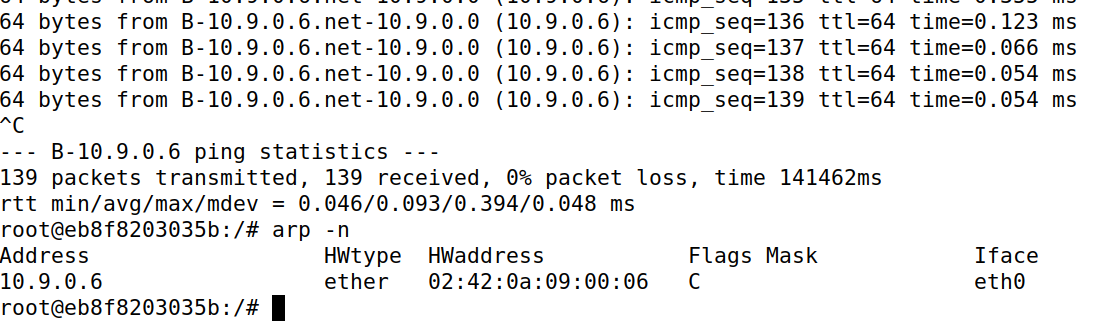 64 bytes from B-10.9.0.6.net-10.9.0.0 (10.9.0.6): icmp_seq=135 ttl=64 time=0.355 ms
64 bytes from B-10.9.0.6.net-10.9.0.0 (10.9.0.6): icmp_seq=136 ttl=64 time=0.123 ms
64 bytes from B-10.9.0.6.net-10.9.0.0 (10.9.0.6): icmp_seq=137 ttl=64 time=0.066 ms
64 bytes from B-10.9.0.6.net-10.9.0.0 (10.9.0.6): icmp_seq=138 ttl=64 time=0.054 ms
64 bytes from B-10.9.0.6.net-10.9.0.0 (10.9.0.6): icmp_seq=139 ttl=64 time=0.054 ms
^C
--- B-10.9.0.6 ping statistics ---
139 packets transmitted, 139 received, 0% packet loss, time 141462ms
rtt min/avg/max/mdev = 0.046/0.093/0.394/0.048 ms
root@eb8f8203035b:/# arp -n
Address HWtype HWaddress Flags Mask Iface
10.9.0.6 ether 02:42:0a:09:00:06 C eth0
root@eb8f8203035b:/#